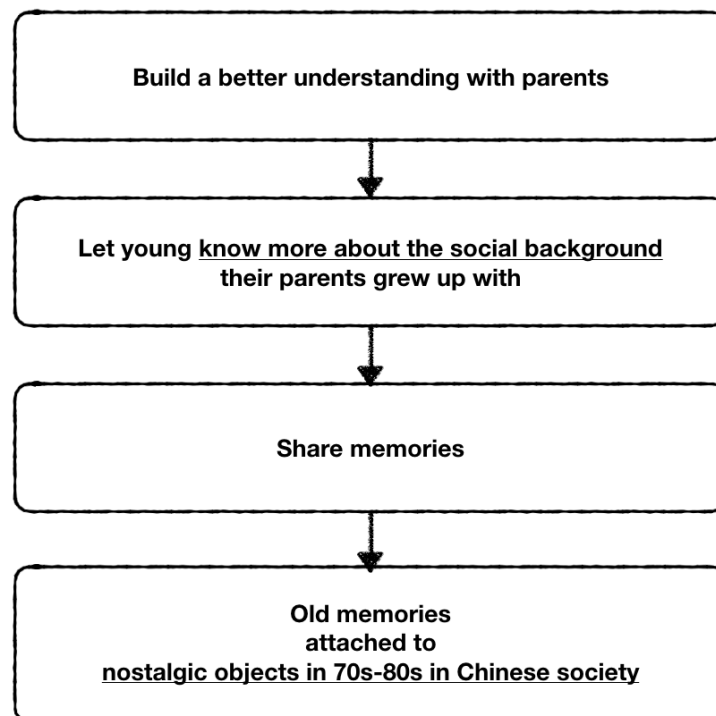 Build a better understanding with parents
Let young know more about the social background
their parents grew up with
Share memories
Old memories
attached to
nostalgic objects in 70s-80s in Chinese society